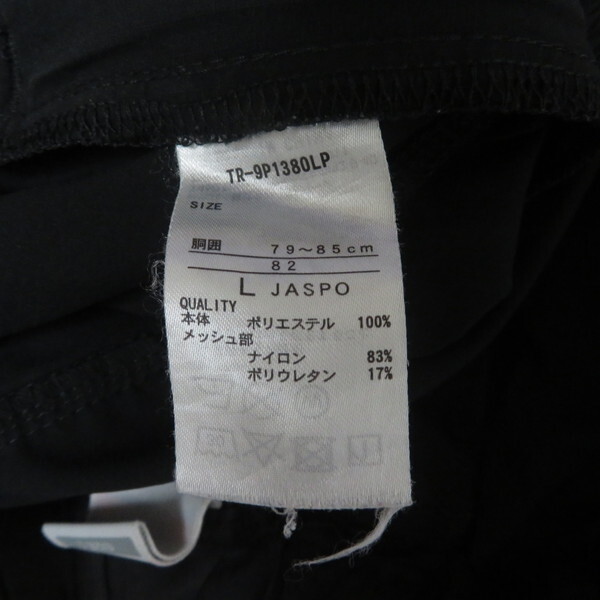 TR-9P1380LP
SIZE
胴囲 79〜85cm
82
L JASPO
QUALITY
本体 ポリエステル 100%
メッシュ部
ナイロン 83%
ポリウレタン 17%